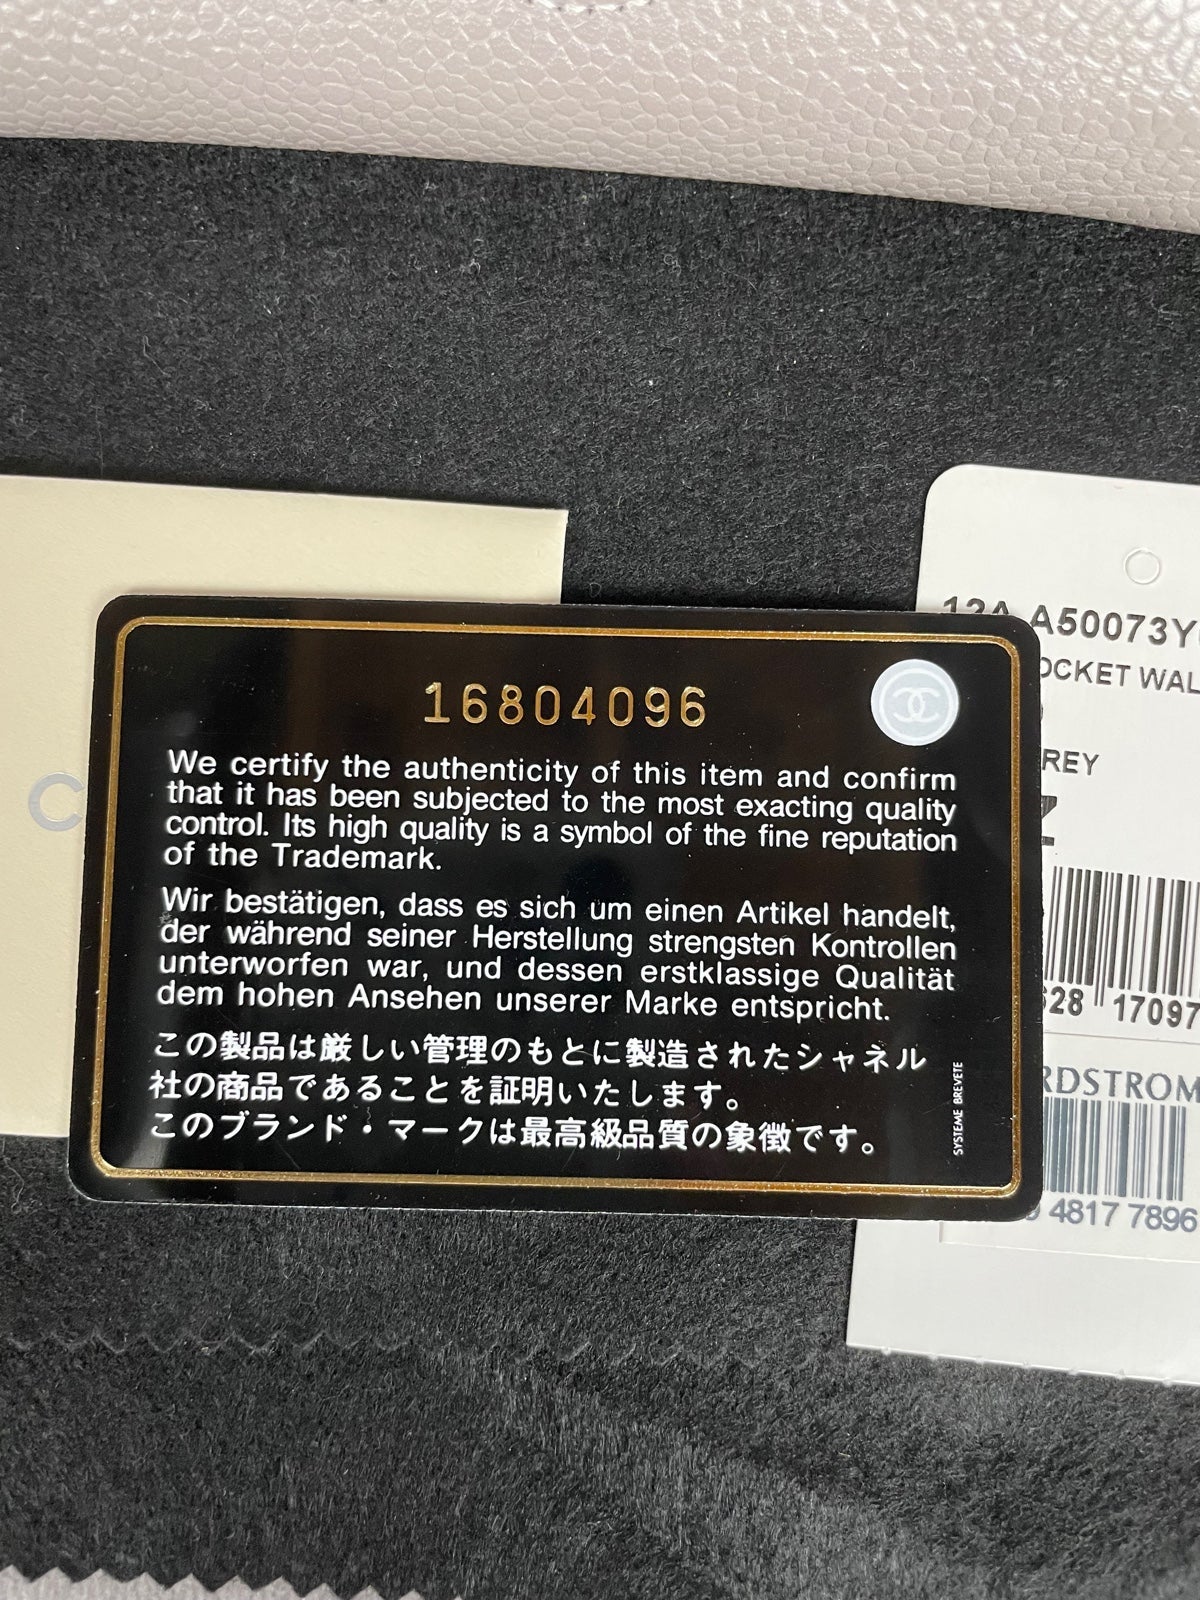 16804096
We certify the authenticity of this item and confirm
that it has been subjected to the most exacting quality
control. Its high quality is a symbol of the fine reputation
of the Trademark.
Wir bestätigen, dass es sich um einen Artikel handelt,
der während seiner Herstellung strengsten Kontrollen
unterworfen war, und dessen erstklassige Qualität
dem hohen Ansehen unserer Marke entspricht.
この製品は厳しい管理のもとに製造されたシャネル
社の商品であることを証明いたします。
このブランド・マークは最高級品質の象徴です。
SYSTEME BREVETE
C
12A A50073Y
OCKET WAL
REY
Z
628 17097
RDSTROM
4817 7896